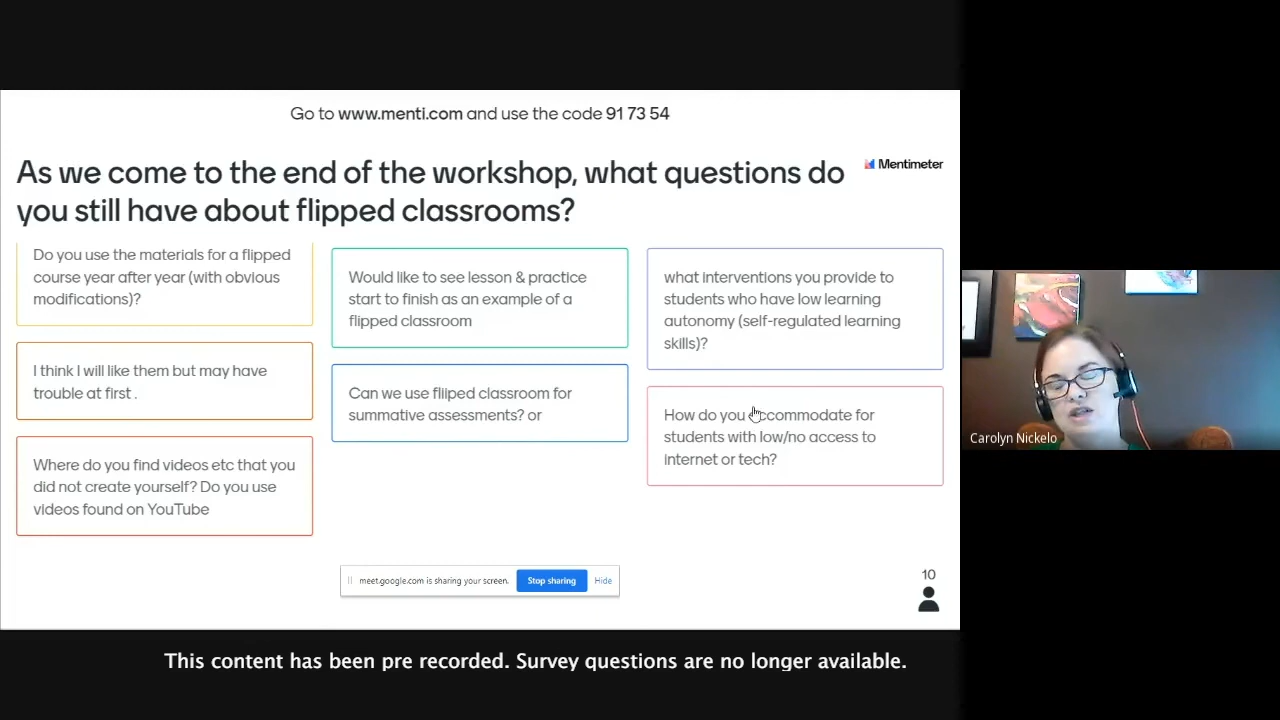 Go to www.menti.com and use the code 91 73 54
As we come to the end of the workshop, what questions do
you still have about flipped classrooms?
Mentimeter
Do you use the materials for a flipped
course year after year (with obvious
modifications)?
I think I will like them but may have
trouble at first .
Where do you find videos etc that you
did not create yourself? Do you use
videos found on YouTube
Would like to see lesson & practice
start to finish as an example of a
flipped classroom
Can we use fliiped classroom for
summative assessments? or
what interventions you provide to
students who have low learning
autonomy (self-regulated learning
skills)?
How do you accommodate for
students with low/no access to
internet or tech?
Carolyn Nickelo
meet.google.com is sharing your screen.
Stop sharing
Hide
10
This content has been pre recorded. Survey questions are no longer available.